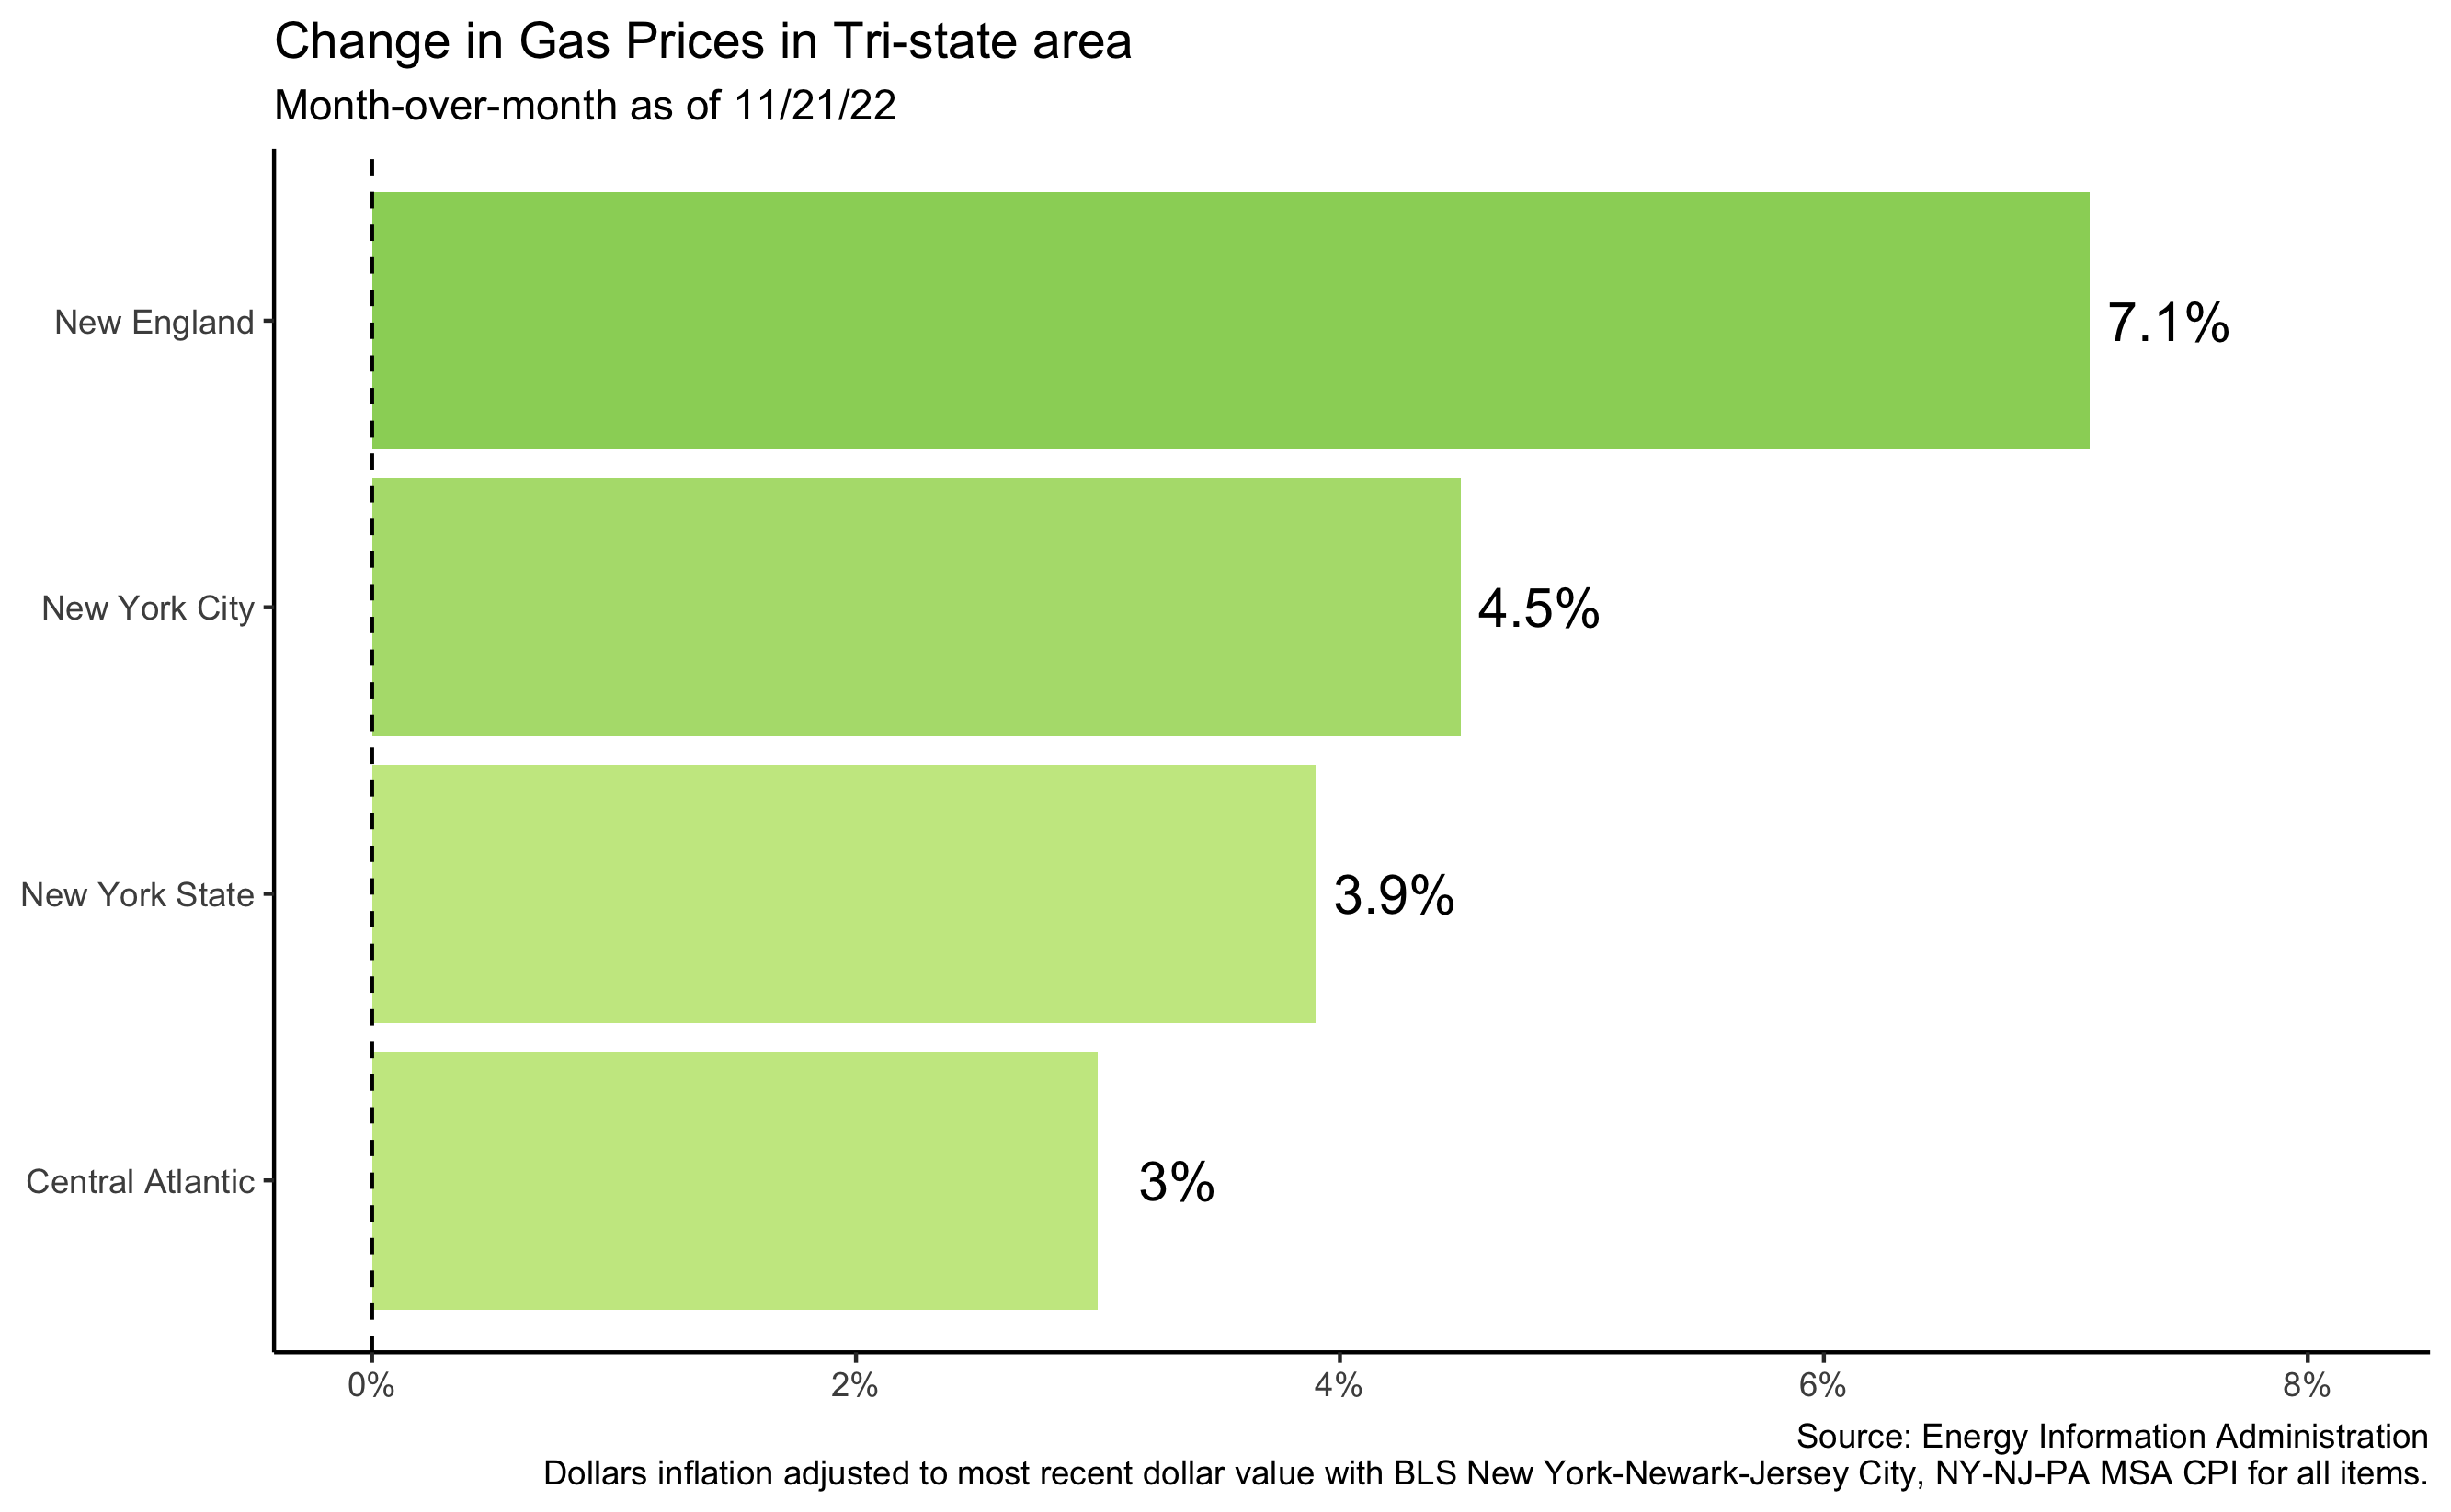 Change in Gas Prices in Tri-state area
Month-over-month as of 11/21/22
New England
7.1%
New York City
4.5%
New York State
3.9%
Central Atlantic
3%
0%
2%
4%
6%
8%
Source: Energy Information Administration
Dollars inflation adjusted to most recent dollar value with BLS New York-Newark-Jersey City, NY-NJ-PA MSA CPI for all items.